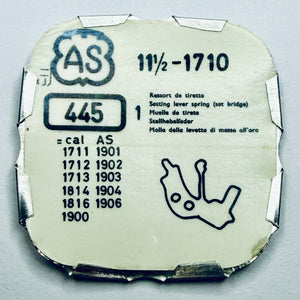 AS 11½-1710
445 1
Ressort de tirette
Setting lever spring (set bridge)
Muelle de tirete
Stellhebelfeder
Molla della levetta di messa all'ora
= cal AS
1711 1901
1712 1902
1713 1903
1814 1904
1816 1906
1900